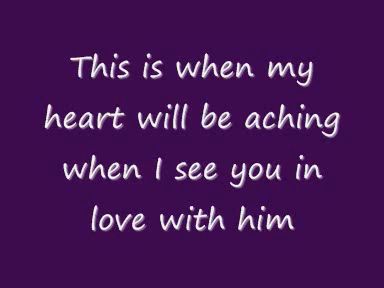 This is when my
heart will be aching
when I see you in
love with him